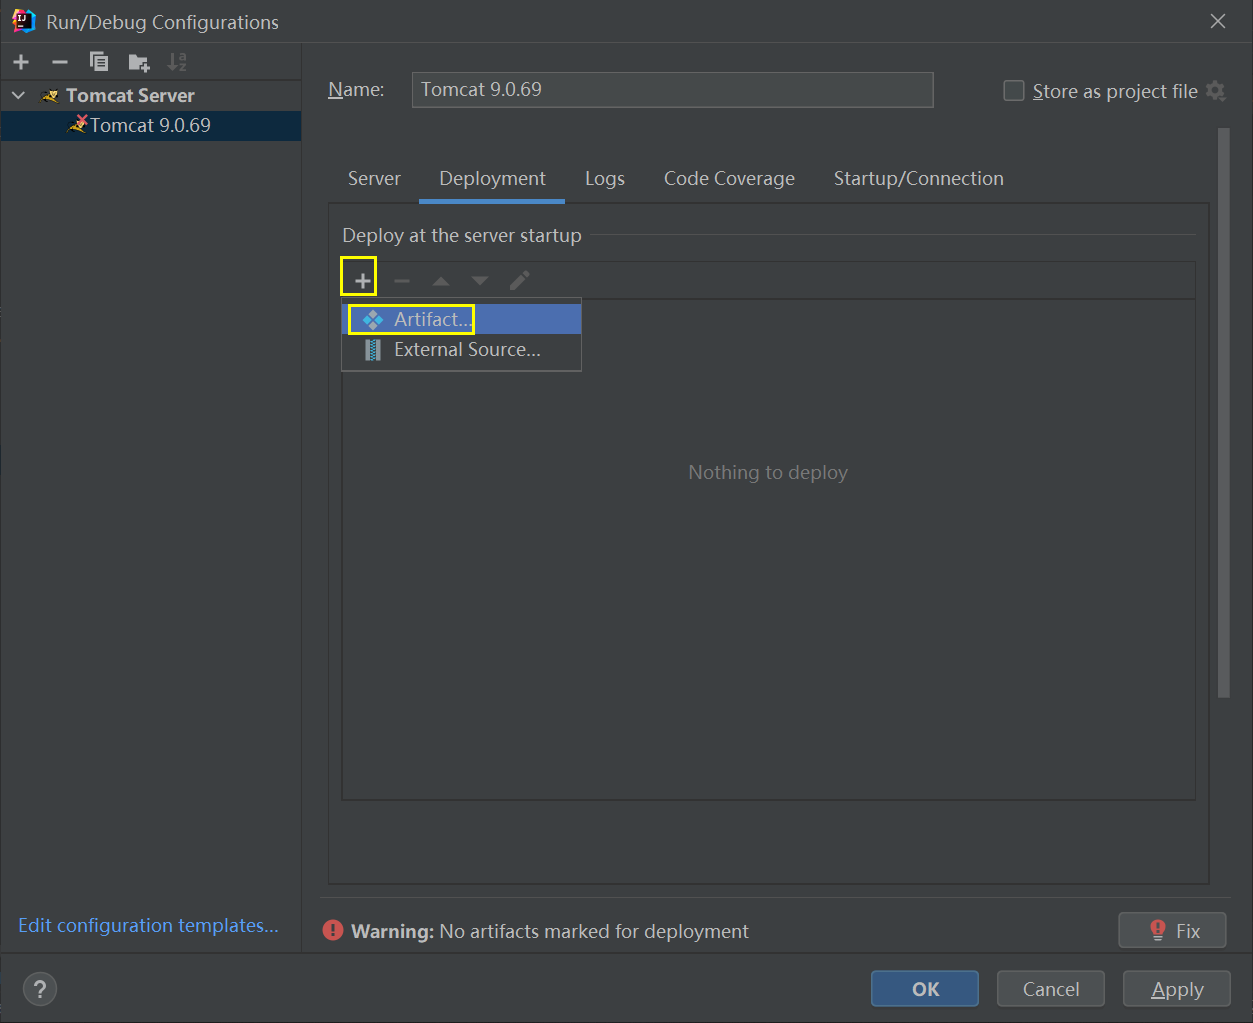 Run/Debug Configurations
Tomcat Server
Tomcat 9.0.69
Name:
Tomcat 9.0.69
Store as project file
Server
Deployment
Logs
Code Coverage
Startup/Connection
Deploy at the server startup
Artifact...
External Source...
Nothing to deploy
Edit configuration templates...
Warning: No artifacts marked for deployment
Fix
?
OK
Cancel
Apply